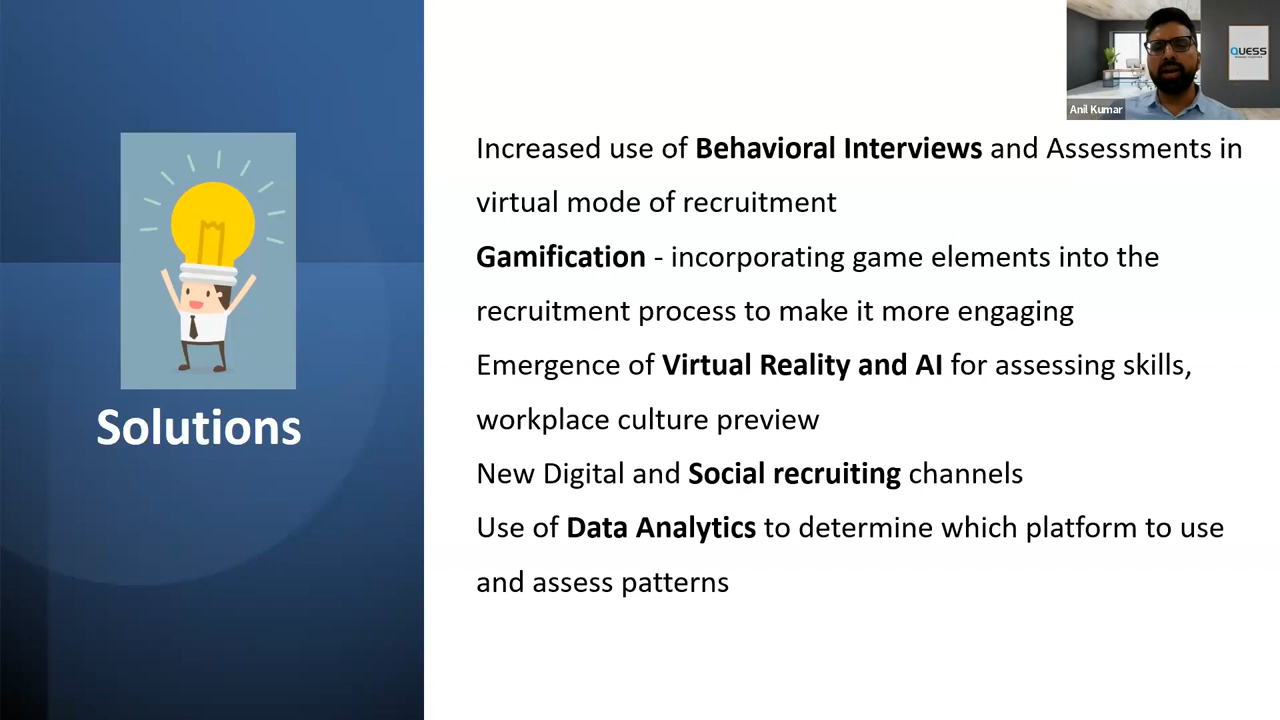 QUESS
Anil Kumar
Increased use of Behavioral Interviews and Assessments in
virtual mode of recruitment
Gamification - incorporating game elements into the
recruitment process to make it more engaging
Emergence of Virtual Reality and AI for assessing skills,
workplace culture preview
New Digital and Social recruiting channels
Use of Data Analytics to determine which platform to use
and assess patterns
Solutions